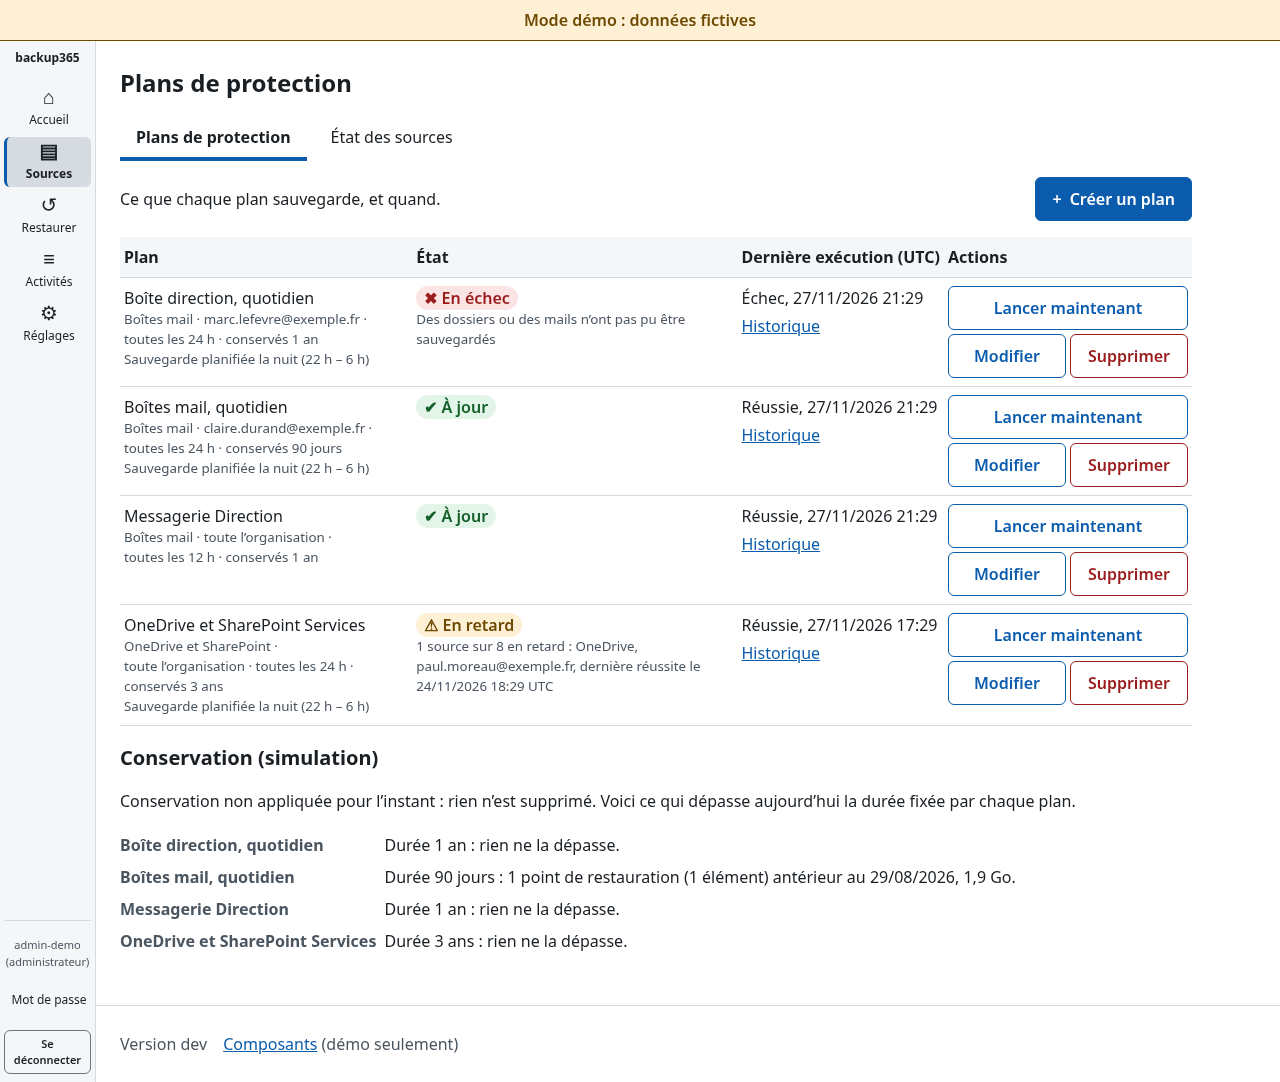 Mode démo : données fictives
backup365
Accueil
Sources
Restaurer
Activités
Réglages
admin-demo
(administrateur)
Mot de passe
Se
déconnecter
Plans de protection
Plans de protection
État des sources
Ce que chaque plan sauvegarde, et quand.
+ Créer un plan
Plan État Dernière exécution (UTC) Actions
Boîte direction, quotidien
Boîtes mail · marc.lefevre@exemple.fr ·
toutes les 24 h · conservés 1 an
Sauvegarde planifiée la nuit (22 h – 6 h)
✖ En échec
Des dossiers ou des mails n’ont pas pu être
sauvegardés
Échec, 27/11/2026 21:29
Historique
Lancer maintenant
Modifier
Supprimer
Boîtes mail, quotidien
Boîtes mail · claire.durand@exemple.fr ·
toutes les 24 h · conservés 90 jours
Sauvegarde planifiée la nuit (22 h – 6 h)
✔ À jour
Réussie, 27/11/2026 21:29
Historique
Lancer maintenant
Modifier
Supprimer
Messagerie Direction
Boîtes mail · toute l’organisation ·
toutes les 12 h · conservés 1 an
✔ À jour
Réussie, 27/11/2026 21:29
Historique
Lancer maintenant
Modifier
Supprimer
OneDrive et SharePoint Services
OneDrive et SharePoint ·
toute l’organisation · toutes les 24 h ·
conservés 3 ans
Sauvegarde planifiée la nuit (22 h – 6 h)
⚠ En retard
1 source sur 8 en retard : OneDrive,
paul.moreau@exemple.fr, dernière réussite le
24/11/2026 18:29 UTC
Réussie, 27/11/2026 17:29
Historique
Lancer maintenant
Modifier
Supprimer
Conservation (simulation)
Conservation non appliquée pour l’instant : rien n’est supprimé. Voici ce qui dépasse aujourd’hui la durée fixée par chaque plan.
Boîte direction, quotidien Durée 1 an : rien ne la dépasse.
Boîtes mail, quotidien Durée 90 jours : 1 point de restauration (1 élément) antérieur au 29/08/2026, 1,9 Go.
Messagerie Direction Durée 1 an : rien ne la dépasse.
OneDrive et SharePoint Services Durée 3 ans : rien ne la dépasse.
Version dev Composants (démo seulement)